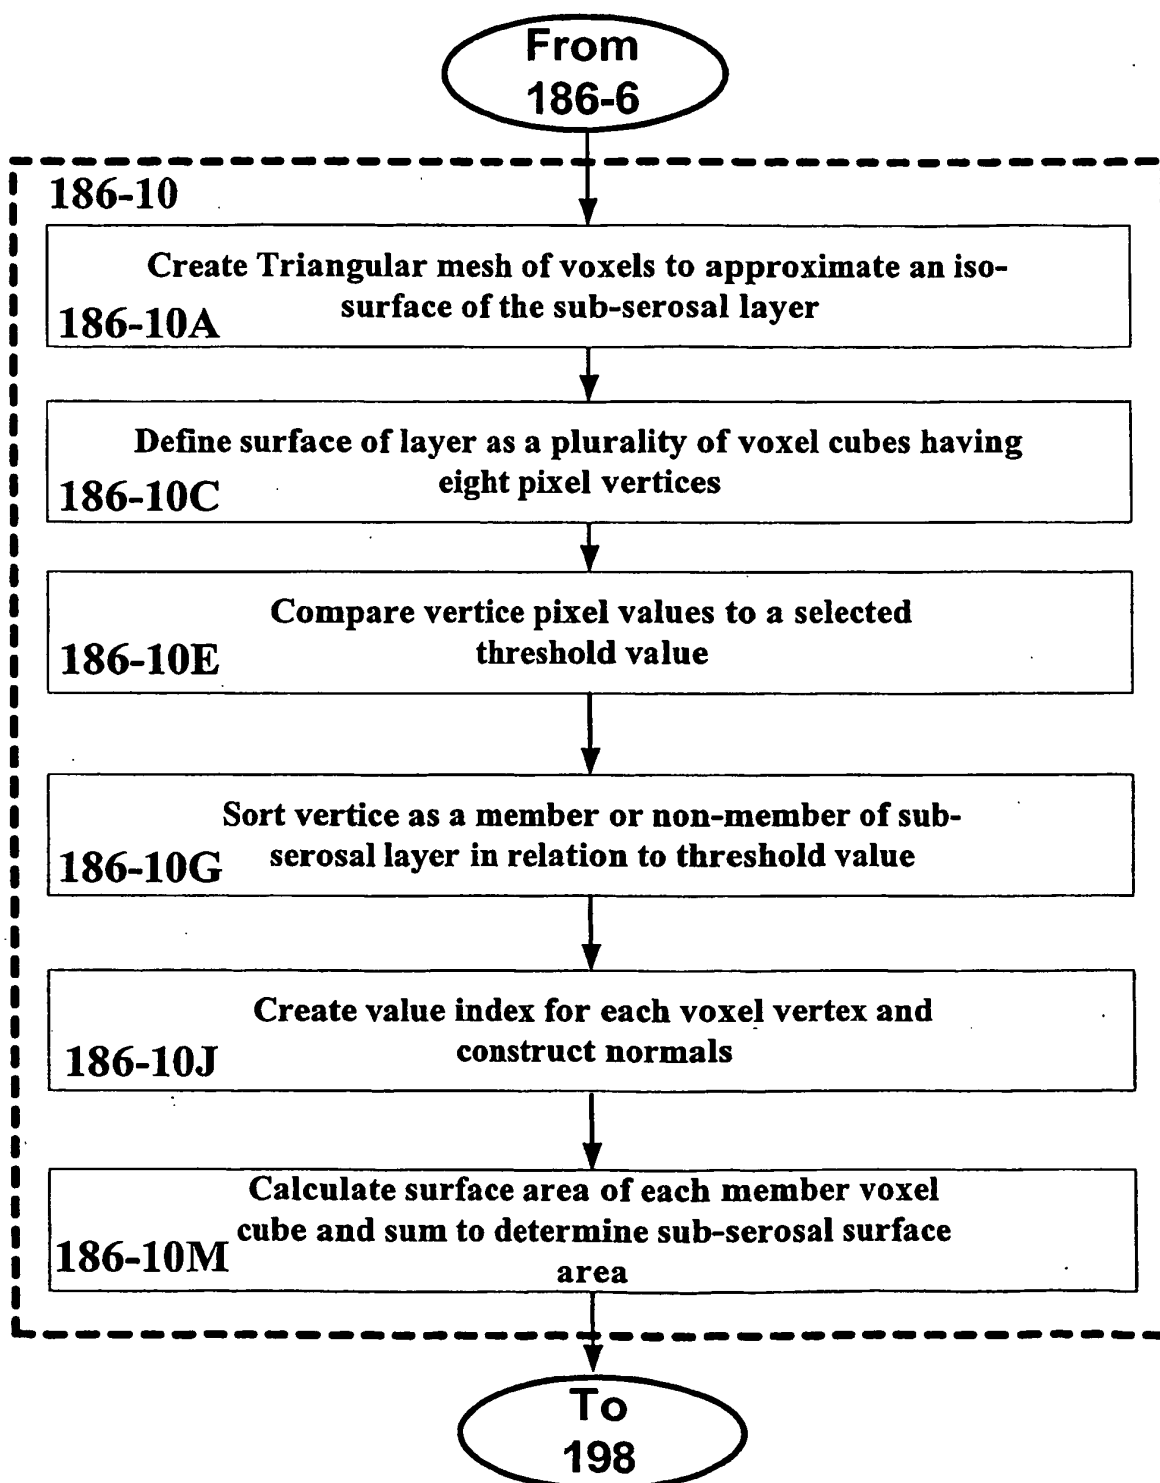 From
186-6
186-10
Create Triangular mesh of voxels to approximate an iso-
surface of the sub-serosal layer
186-10A
Define surface of layer as a plurality of voxel cubes having
eight pixel vertices
186-10C
Compare vertice pixel values to a selected
threshold value
186-10E
Sort vertice as a member or non-member of sub-
serosal layer in relation to threshold value
186-10G
Create value index for each voxel vertex and
construct normals
186-10J
Calculate surface area of each member voxel
cube and sum to determine sub-serosal surface
area
186-10M
To
198